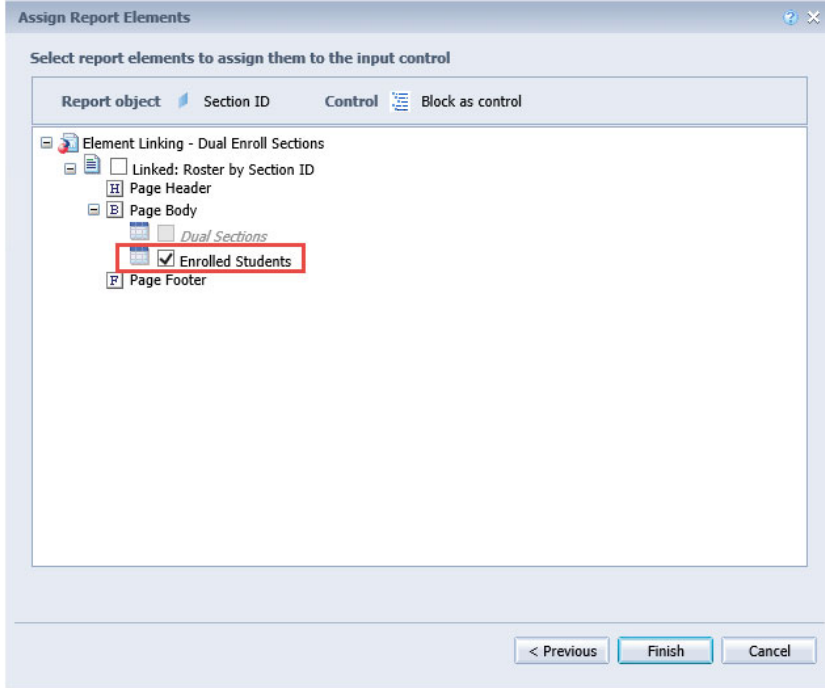 Assign Report Elements
Select report elements to assign them to the input control
Report object Section ID Control Block as control
Element Linking - Dual Enroll Sections
Linked: Roster by Section ID
H Page Header
B Page Body
Dual Sections
Enrolled Students
F Page Footer
< Previous Finish Cancel